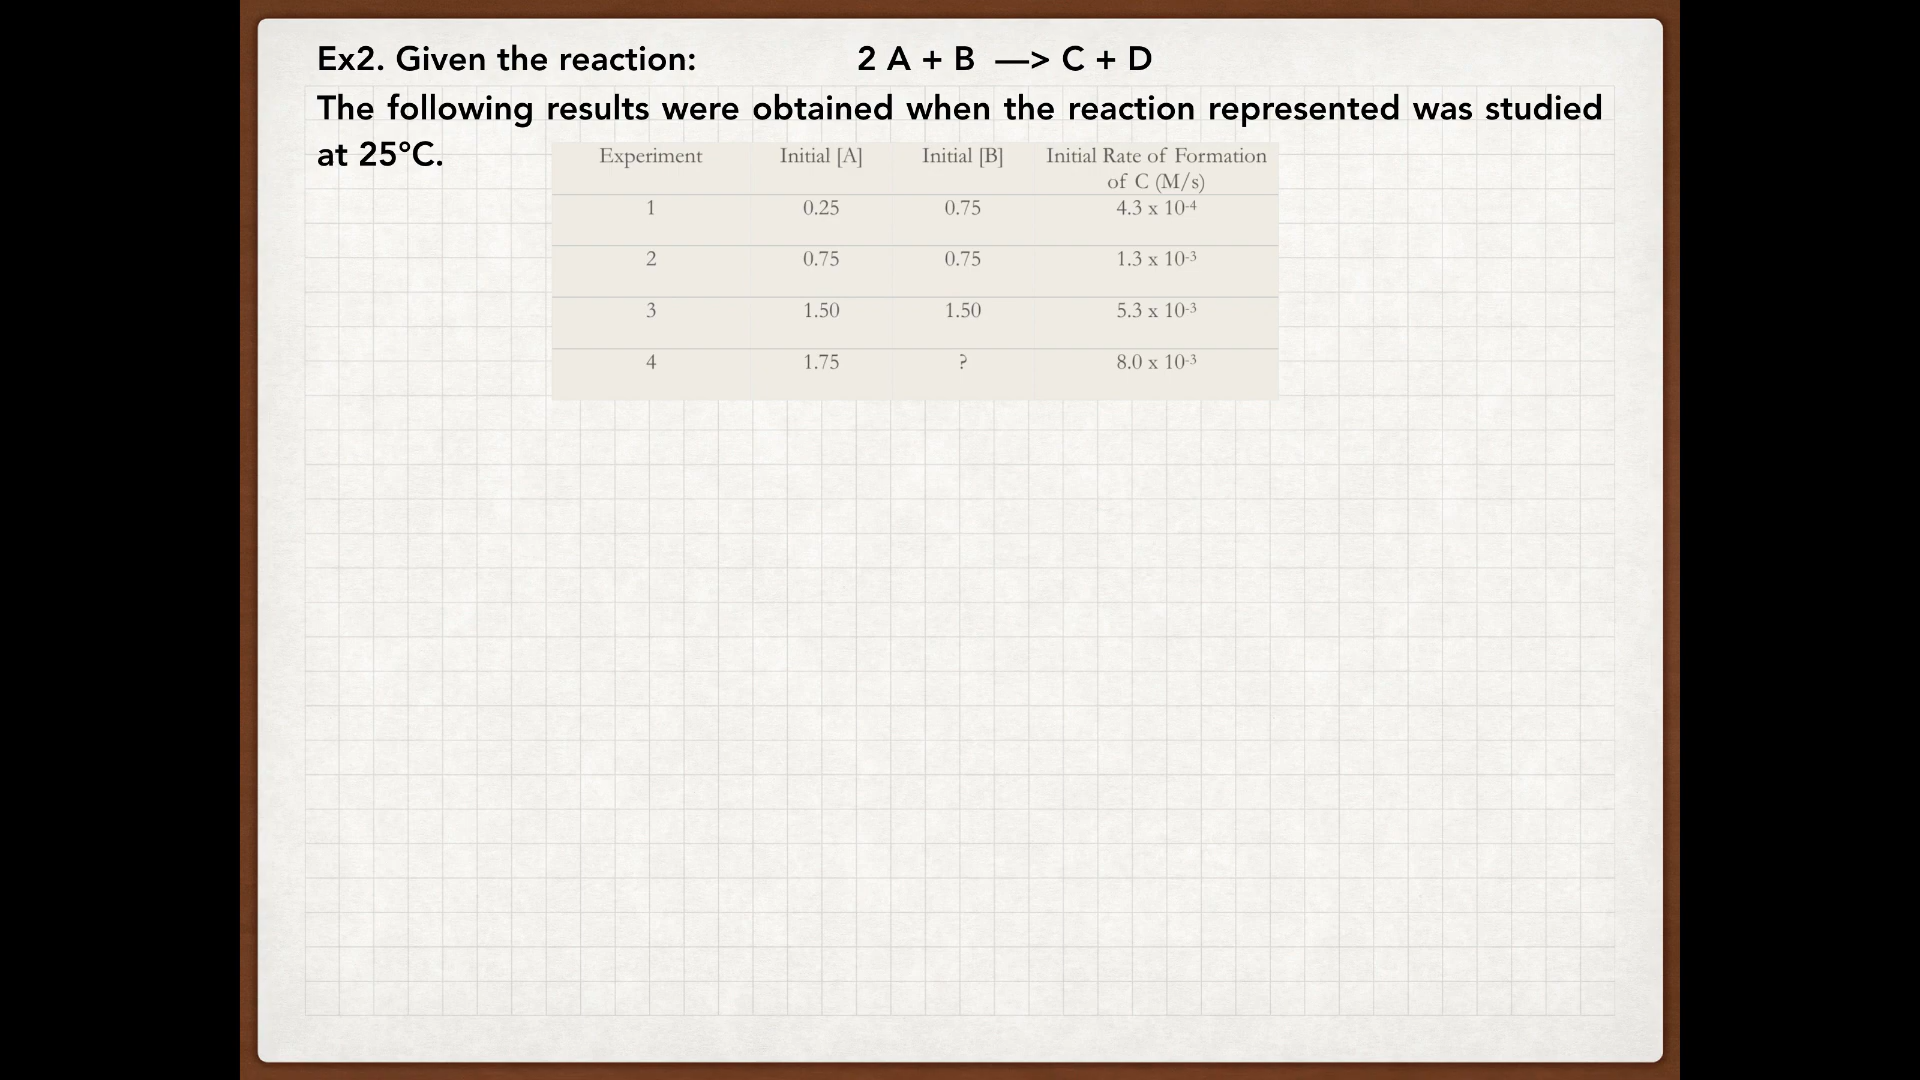 Ex2. Given the reaction: 2 A + B —> C + D
The following results were obtained when the reaction represented was studied
at 25°C.
Experiment Initial [A] Initial [B] Initial Rate of Formation
of C (M/s)
1 0.25 0.75 4.3 x 10⁻⁴
2 0.75 0.75 1.3 x 10⁻³
3 1.50 1.50 5.3 x 10⁻³
4 1.75 ? 8.0 x 10⁻³